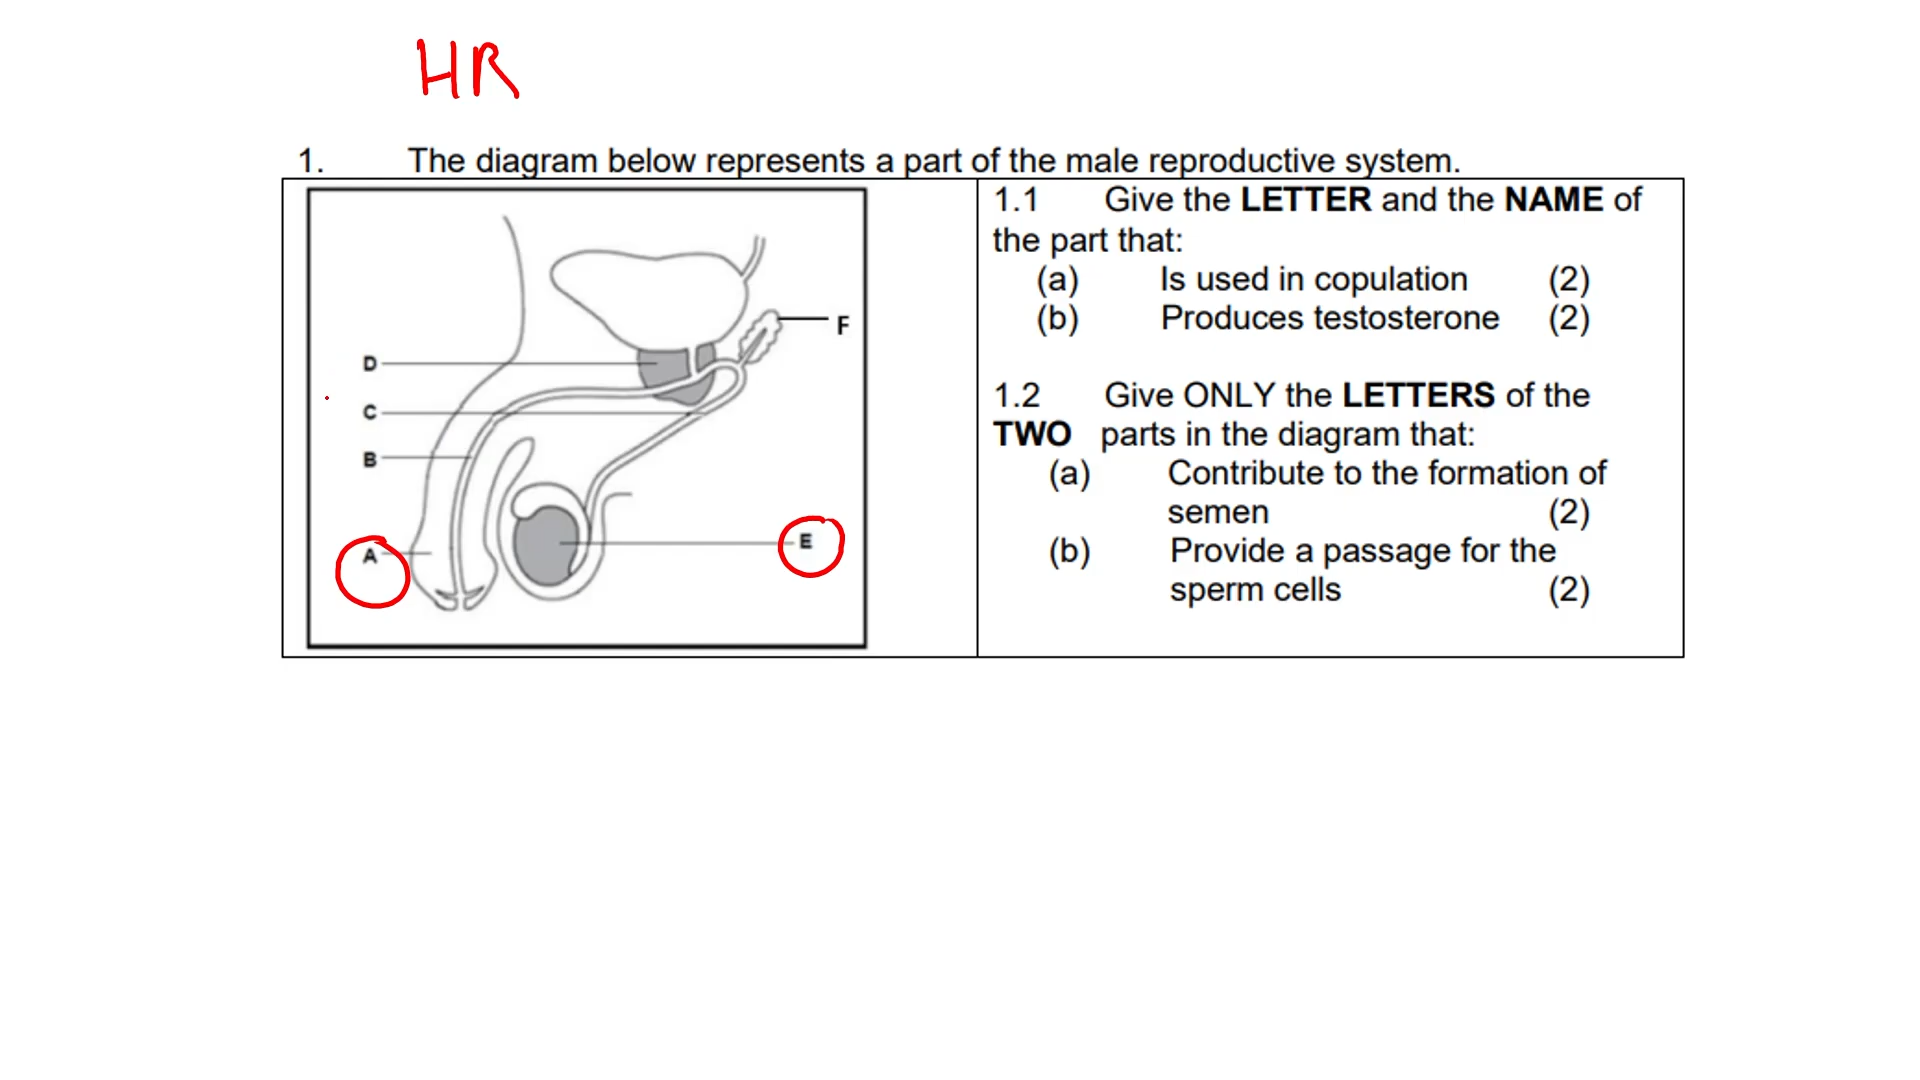 HR
1. The diagram below represents a part of the male reproductive system.
F
D
C
B
A
E
1.1 Give the LETTER and the NAME of
the part that:
(a) Is used in copulation (2)
(b) Produces testosterone (2)
1.2 Give ONLY the LETTERS of the
TWO parts in the diagram that:
(a) Contribute to the formation of
semen (2)
(b) Provide a passage for the
sperm cells (2)